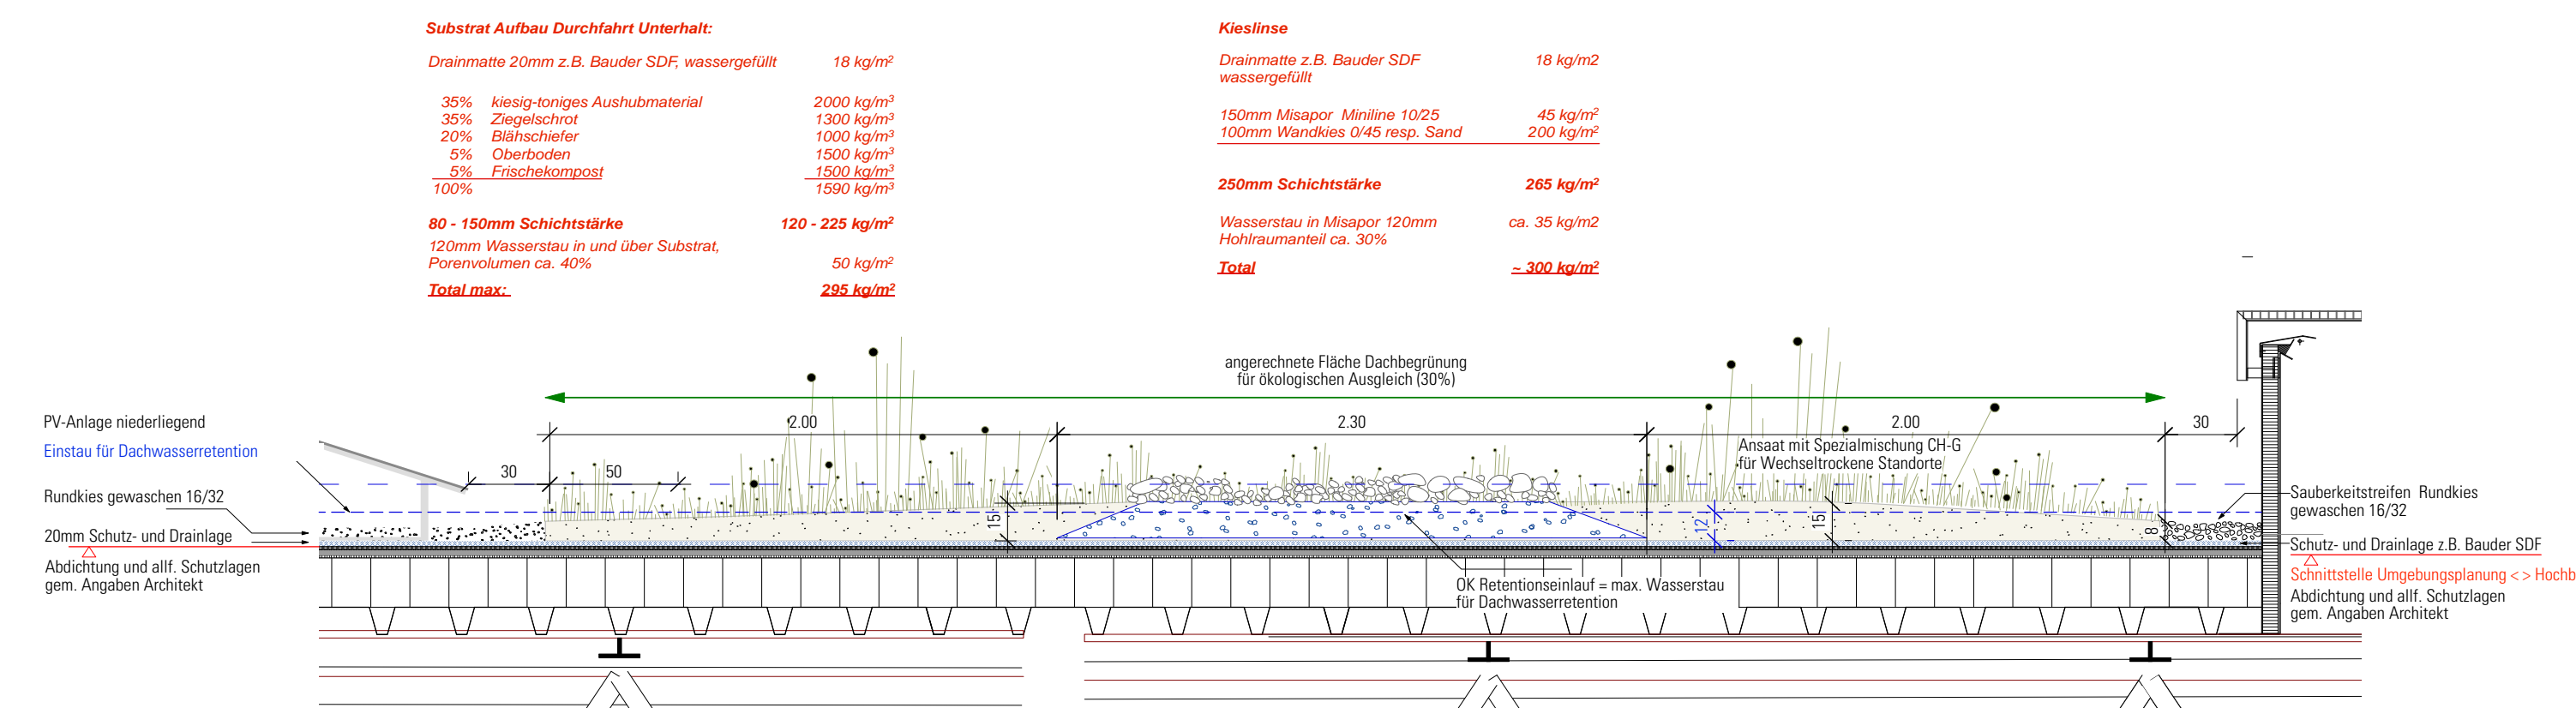 Substrat Aufbau Durchfahrt Unterhalt:
Drainmatte 20mm z.B. Bauder SDF, wassergefüllt 18 kg/m²
35% kiesig-toniges Aushubmaterial 2000 kg/m³
35% Ziegelschrot 1300 kg/m³
20% Blähschiefer 1000 kg/m³
5% Oberboden 1500 kg/m³
5% Frischekompost 1500 kg/m³
100% 1590 kg/m³
80 - 150mm Schichtstärke 120 - 225 kg/m²
120mm Wasserstau in und über Substrat,
Porenvolumen ca. 40% 50 kg/m²
Total max: 295 kg/m²
Kieslinse
Drainmatte z.B. Bauder SDF 18 kg/m2
wassergefüllt
150mm Misapor Miniline 10/25 45 kg/m²
100mm Wandkies 0/45 resp. Sand 200 kg/m²
250mm Schichtstärke 265 kg/m²
Wasserstau in Misapor 120mm ca. 35 kg/m2
Hohlraumanteil ca. 30%
Total ~ 300 kg/m²
angerechnete Fläche Dachbegrünung
für ökologischen Ausgleich (30%)
2.00 2.30 2.00 30
30 50
PV-Anlage niederliegend
Einstau für Dachwasserretention
Rundkies gewaschen 16/32
20mm Schutz- und Drainlage
Abdichtung und allf. Schutzlagen
gem. Angaben Architekt
Ansaat mit Spezialmischung CH-G
für Wechseltrockene Standorte
15
12
15
8
OK Retentionseinlauf = max. Wasserstau
für Dachwasserretention
Sauberkeitstreifen Rundkies
gewaschen 16/32
Schutz- und Drainlage z.B. Bauder SDF
Schnittstelle Umgebungsplanung < > Hochb
Abdichtung und allf. Schutzlagen
gem. Angaben Architekt